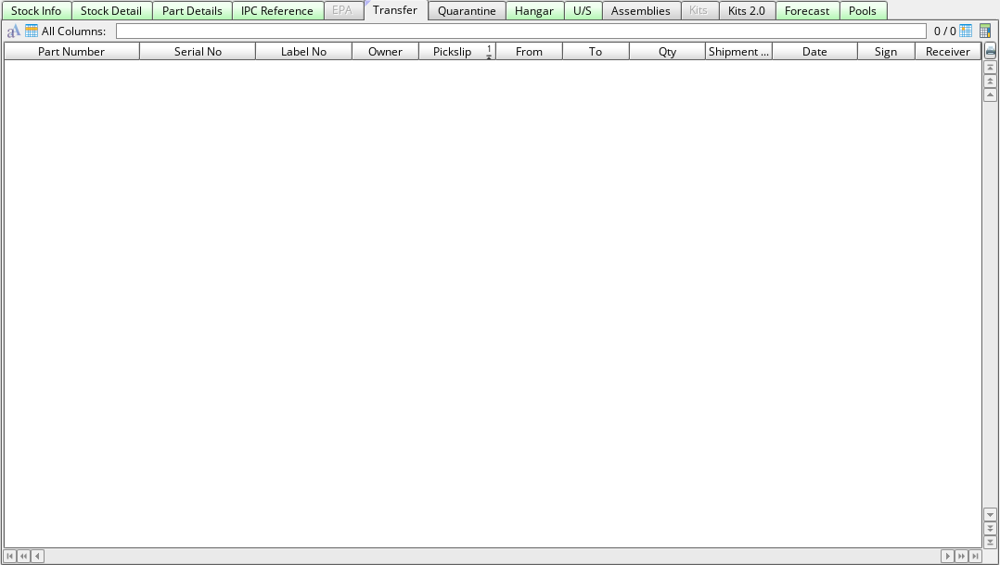 Stock Info Stock Detail Part Details IPC Reference EPA Transfer Quarantine Hangar U/S Assemblies Kits Kits 2.0 Forecast Pools
All Columns: 0 / 0
Part Number Serial No Label No Owner Pickslip 1 From To Qty Shipment ... Date Sign Receiver